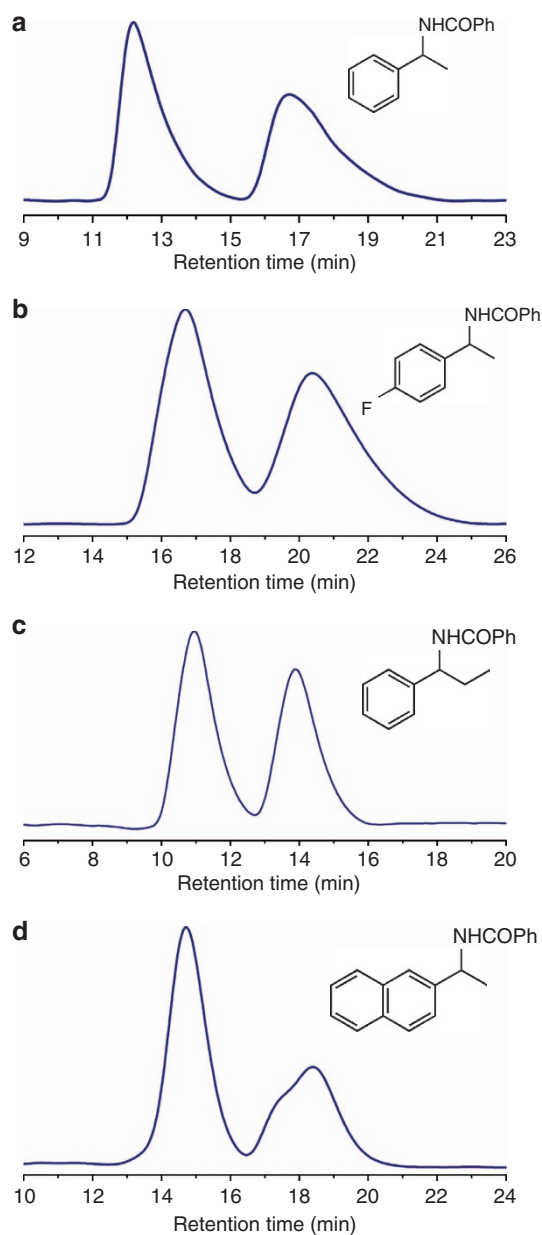 a
NHCOPh
9 11 13 15 17 19 21 23
Retention time (min)
b
NHCOPh
F
12 14 16 18 20 22 24 26
Retention time (min)
c
NHCOPh
6 8 10 12 14 16 18 20
Retention time (min)
d
NHCOPh
10 12 14 16 18 20 22 24
Retention time (min)